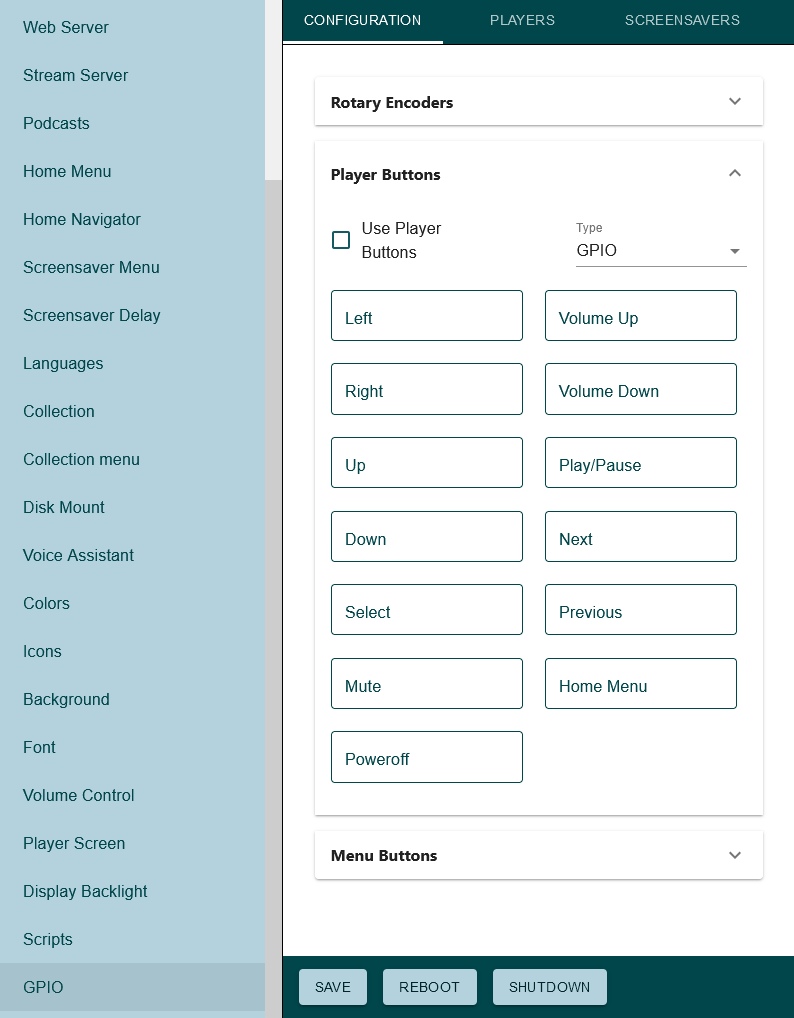 Web Server
Stream Server
Podcasts
Home Menu
Home Navigator
Screensaver Menu
Screensaver Delay
Languages
Collection
Collection menu
Disk Mount
Voice Assistant
Colors
Icons
Background
Font
Volume Control
Player Screen
Display Backlight
Scripts
GPIO
CONFIGURATION PLAYERS SCREENSAVERS
Rotary Encoders
Player Buttons
Use Player
Buttons
Type
GPIO
Left Volume Up
Right Volume Down
Up Play/Pause
Down Next
Select Previous
Mute Home Menu
Poweroff
Menu Buttons
SAVE REBOOT SHUTDOWN